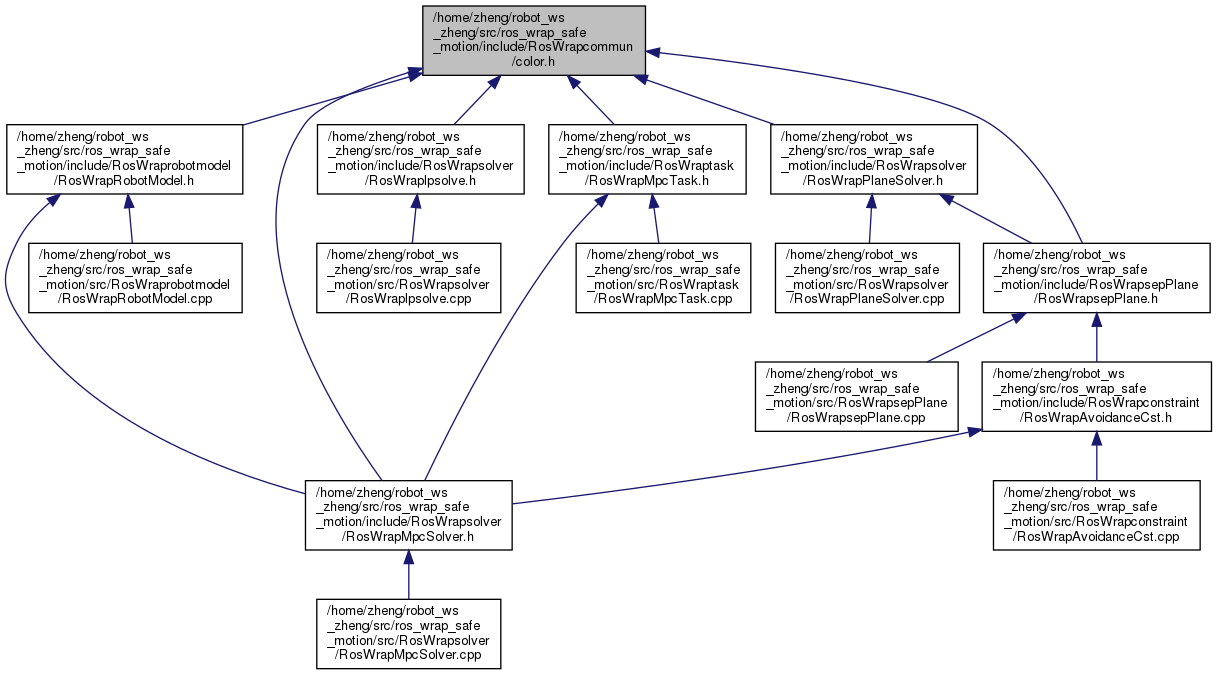 /home/zheng/robot_ws
_zheng/src/ros_wrap_safe
_motion/include/RosWrapcommun
/color.h
/home/zheng/robot_ws
_zheng/src/ros_wrap_safe
_motion/include/RosWraprobotmodel
/RosWrapRobotModel.h
/home/zheng/robot_ws
_zheng/src/ros_wrap_safe
_motion/include/RosWrapsolver
/RosWrapIpsolve.h
/home/zheng/robot_ws
_zheng/src/ros_wrap_safe
_motion/include/RosWraptask
/RosWrapMpcTask.h
/home/zheng/robot_ws
_zheng/src/ros_wrap_safe
_motion/include/RosWrapsolver
/RosWrapPlaneSolver.h
/home/zheng/robot_ws
_zheng/src/ros_wrap_safe
_motion/src/RosWraprobotmodel
/RosWrapRobotModel.cpp
/home/zheng/robot_ws
_zheng/src/ros_wrap_safe
_motion/src/RosWrapsolver
/RosWrapIpsolve.cpp
/home/zheng/robot_ws
_zheng/src/ros_wrap_safe
_motion/src/RosWraptask
/RosWrapMpcTask.cpp
/home/zheng/robot_ws
_zheng/src/ros_wrap_safe
_motion/src/RosWrapsolver
/RosWrapPlaneSolver.cpp
/home/zheng/robot_ws
_zheng/src/ros_wrap_safe
_motion/include/RosWrapsepPlane
/RosWrapsepPlane.h
/home/zheng/robot_ws
_zheng/src/ros_wrap_safe
_motion/src/RosWrapsepPlane
/RosWrapsepPlane.cpp
/home/zheng/robot_ws
_zheng/src/ros_wrap_safe
_motion/include/RosWrapconstraint
/RosWrapAvoidanceCst.h
/home/zheng/robot_ws
_zheng/src/ros_wrap_safe
_motion/include/RosWrapsolver
/RosWrapMpcSolver.h
/home/zheng/robot_ws
_zheng/src/ros_wrap_safe
_motion/src/RosWrapconstraint
/RosWrapAvoidanceCst.cpp
/home/zheng/robot_ws
_zheng/src/ros_wrap_safe
_motion/src/RosWrapsolver
/RosWrapMpcSolver.cpp